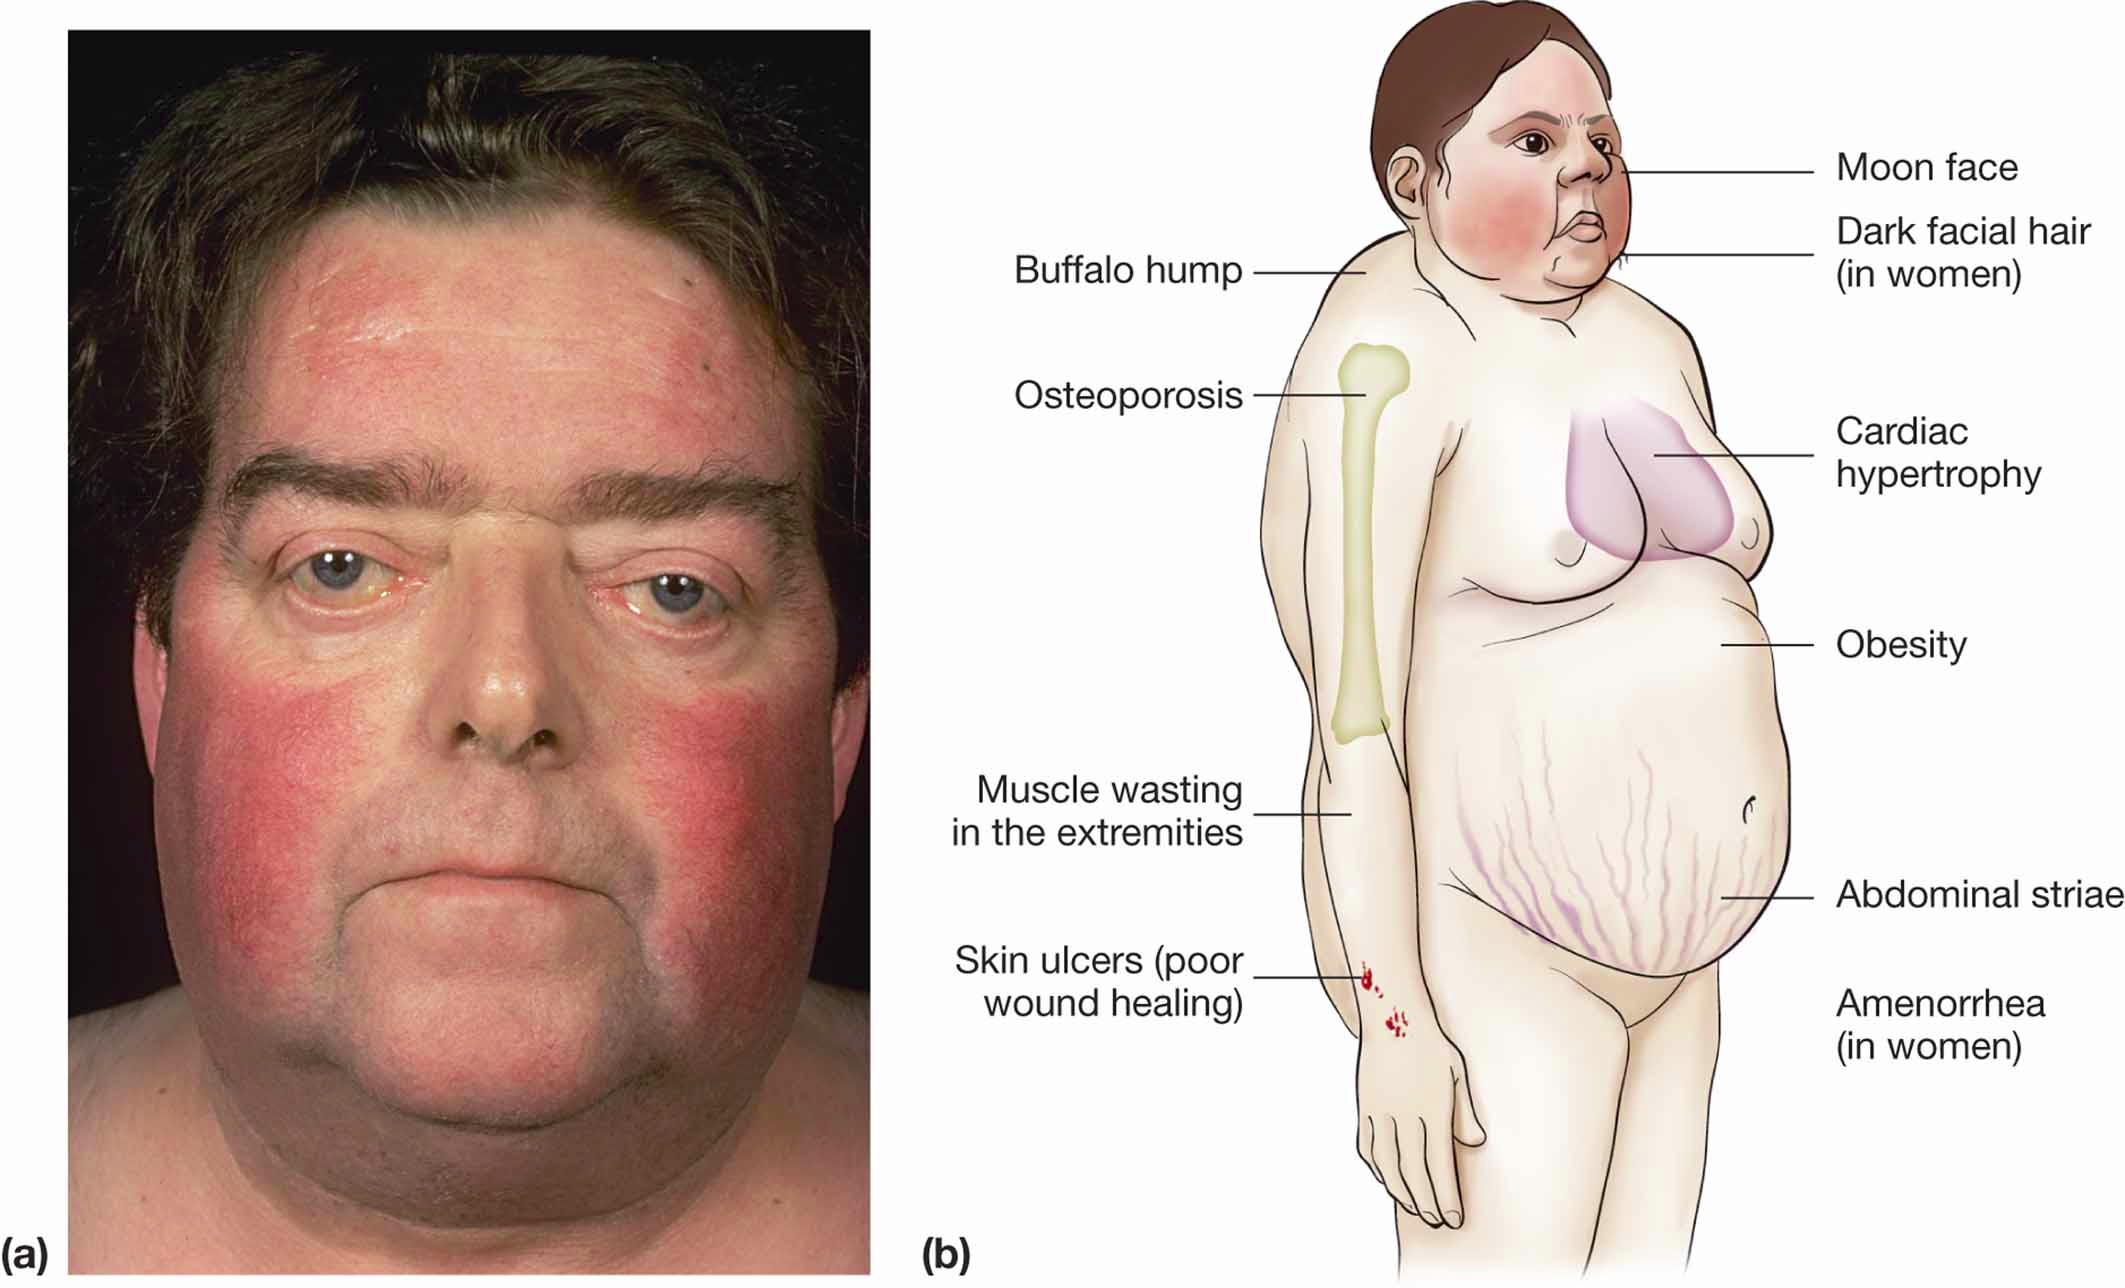 Moon face
Dark facial hair
(in women)
Buffalo hump
Osteoporosis
Cardiac
hypertrophy
Obesity
Muscle wasting
in the extremities
Abdominal striae
Skin ulcers (poor
wound healing)
Amenorrhea
(in women)
(a)
(b)